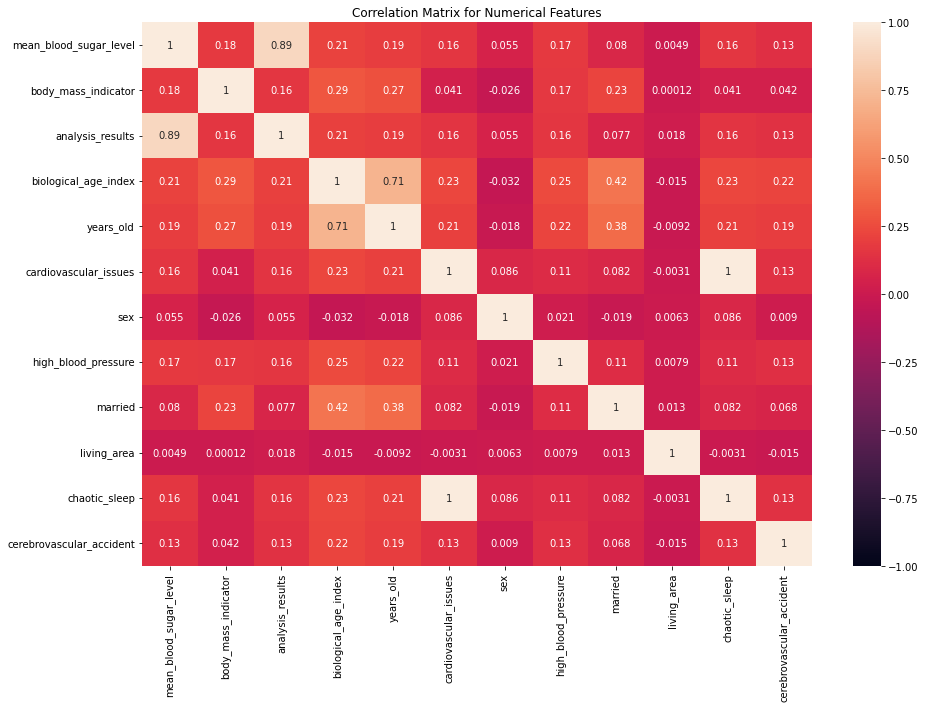 Correlation Matrix for Numerical Features
mean_blood_sugar_level 1 0.18 0.89 0.21 0.19 0.16 0.055 0.17 0.08 0.0049 0.16 0.13
body_mass_indicator 0.18 1 0.16 0.29 0.27 0.041 -0.026 0.17 0.23 0.00012 0.041 0.042
analysis_results 0.89 0.16 1 0.21 0.19 0.16 0.055 0.16 0.077 0.018 0.16 0.13
biological_age_index 0.21 0.29 0.21 1 0.71 0.23 -0.032 0.25 0.42 -0.015 0.23 0.22
years_old 0.19 0.27 0.19 0.71 1 0.21 -0.018 0.22 0.38 -0.0092 0.21 0.19
cardiovascular_issues 0.16 0.041 0.16 0.23 0.21 1 0.086 0.11 0.082 -0.0031 1 0.13
sex 0.055 -0.026 0.055 -0.032 -0.018 0.086 1 0.021 -0.019 0.0063 0.086 0.009
high_blood_pressure 0.17 0.17 0.16 0.25 0.22 0.11 0.021 1 0.11 0.0079 0.11 0.13
married 0.08 0.23 0.077 0.42 0.38 0.082 -0.019 0.11 1 0.013 0.082 0.068
living_area 0.0049 0.00012 0.018 -0.015 -0.0092 -0.0031 0.0063 0.0079 0.013 1 -0.0031 -0.015
chaotic_sleep 0.16 0.041 0.16 0.23 0.21 1 0.086 0.11 0.082 -0.0031 1 0.13
cerebrovascular_accident 0.13 0.042 0.13 0.22 0.19 0.13 0.009 0.13 0.068 -0.015 0.13 1
mean_blood_sugar_level
body_mass_indicator
analysis_results
biological_age_index
years_old
cardiovascular_issues
sex
high_blood_pressure
married
living_area
chaotic_sleep
cerebrovascular_accident
1.00
0.75
0.50
0.25
0.00
−0.25
−0.50
−0.75
−1.00